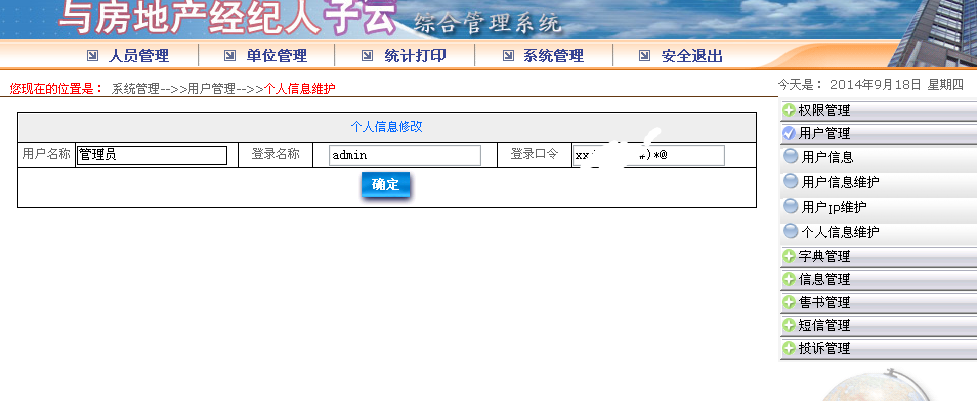 与房地产经纪人子云 综合管理系统
人员管理 单位管理 统计打印 系统管理 安全退出
您现在的位置是: 系统管理-->>用户管理-->>个人信息维护
今天是: 2014年9月18日 星期四
个人信息修改
用户名称 管理员 登录名称 admin 登录口令
确定
权限管理
用户管理
用户信息
用户信息维护
用户Ip维护
个人信息维护
字典管理
信息管理
售书管理
短信管理
投诉管理